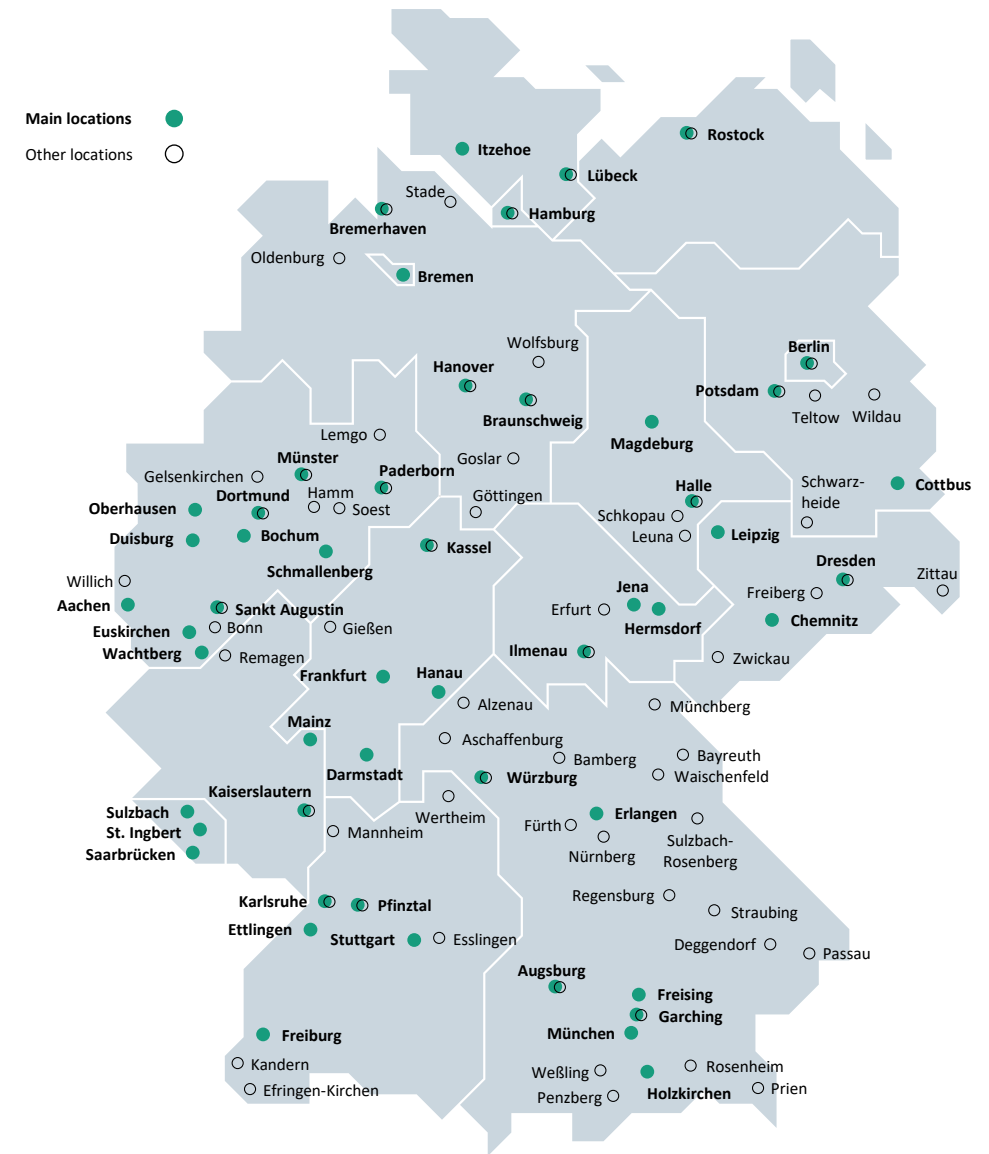 Main locations
Other locations
Rostock
Itzehoe
Lübeck
Stade
Hamburg
Bremerhaven
Oldenburg
Bremen
Wolfsburg
Berlin
Hanover
Potsdam
Braunschweig
Teltow
Wildau
Lemgo
Magdeburg
Münster
Goslar
Paderborn
Gelsenkirchen
Schwarz-
heide
Halle
Cottbus
Dortmund
Hamm
Göttingen
Oberhausen
Soest
Schkopau
Bochum
Leipzig
Leuna
Duisburg
Kassel
Schmallenberg
Dresden
Zittau
Willich
Jena
Freiberg
Aachen
Sankt Augustin
Erfurt
Chemnitz
Hermsdorf
Euskirchen
Bonn
Gießen
Wachtberg
Remagen
Ilmenau
Zwickau
Frankfurt
Hanau
Alzenau
Münchberg
Mainz
Aschaffenburg
Bamberg
Bayreuth
Darmstadt
Würzburg
Waischenfeld
Kaiserslautern
Sulzbach
Wertheim
Erlangen
St. Ingbert
Mannheim
Fürth
Sulzbach-
Rosenberg
Saarbrücken
Nürnberg
Regensburg
Karlsruhe
Pfinztal
Straubing
Ettlingen
Stuttgart
Esslingen
Deggendorf
Passau
Augsburg
Freising
Garching
Freiburg
München
Kandern
Weßling
Rosenheim
Efringen-Kirchen
Penzberg
Holzkirchen
Prien